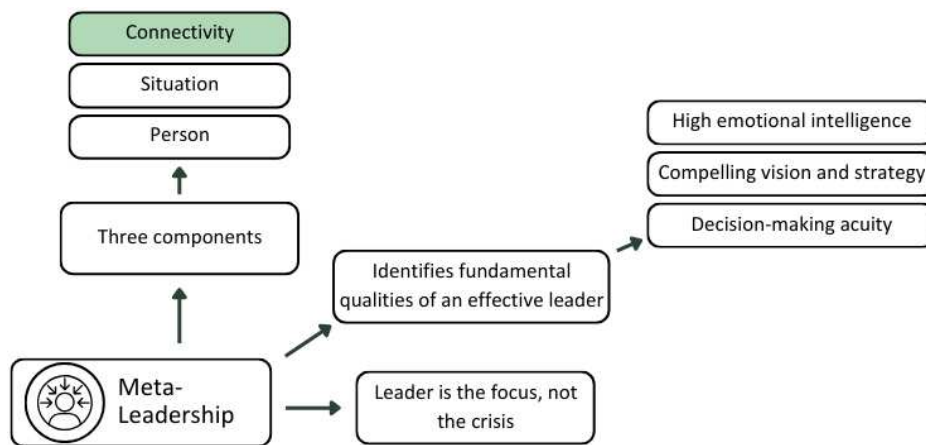 Connectivity
Situation
Person
High emotional intelligence
Compelling vision and strategy
Decision-making acuity
Three components
Identifies fundamental
qualities of an effective leader
Meta-
Leadership
Leader is the focus, not
the crisis